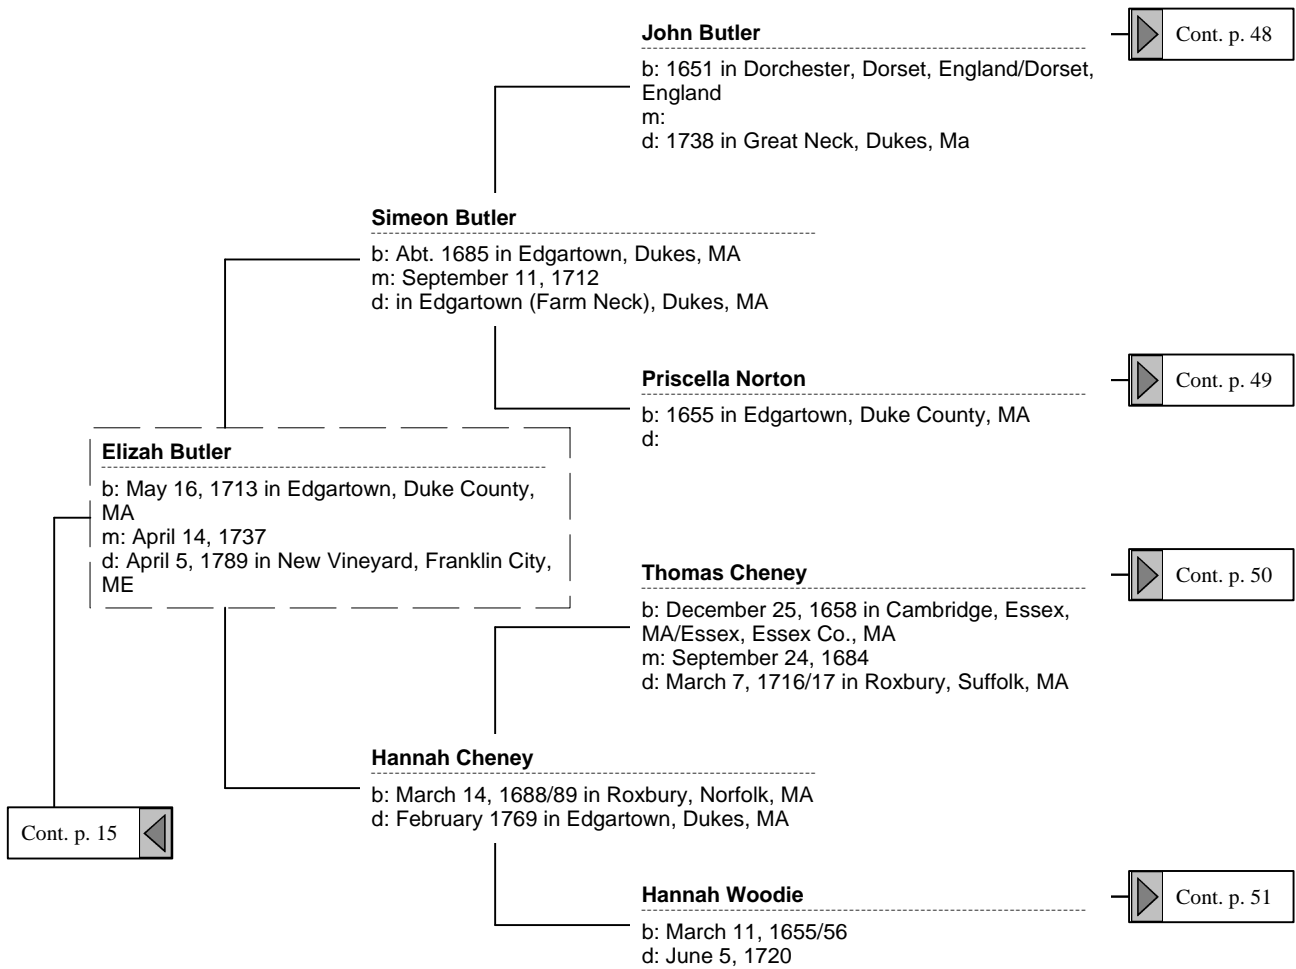 John Butler
b: 1651 in Dorchester, Dorset, England/Dorset,
England
m:
d: 1738 in Great Neck, Dukes, Ma
Cont. p. 48
Simeon Butler
b: Abt. 1685 in Edgartown, Dukes, MA
m: September 11, 1712
d: in Edgartown (Farm Neck), Dukes, MA
Priscella Norton
b: 1655 in Edgartown, Duke County, MA
d:
Cont. p. 49
Elizah Butler
b: May 16, 1713 in Edgartown, Duke County,
MA
m: April 14, 1737
d: April 5, 1789 in New Vineyard, Franklin City,
ME
Thomas Cheney
b: December 25, 1658 in Cambridge, Essex,
MA/Essex, Essex Co., MA
m: September 24, 1684
d: March 7, 1716/17 in Roxbury, Suffolk, MA
Cont. p. 50
Hannah Cheney
b: March 14, 1688/89 in Roxbury, Norfolk, MA
d: February 1769 in Edgartown, Dukes, MA
Cont. p. 15
Hannah Woodie
b: March 11, 1655/56
d: June 5, 1720
Cont. p. 51